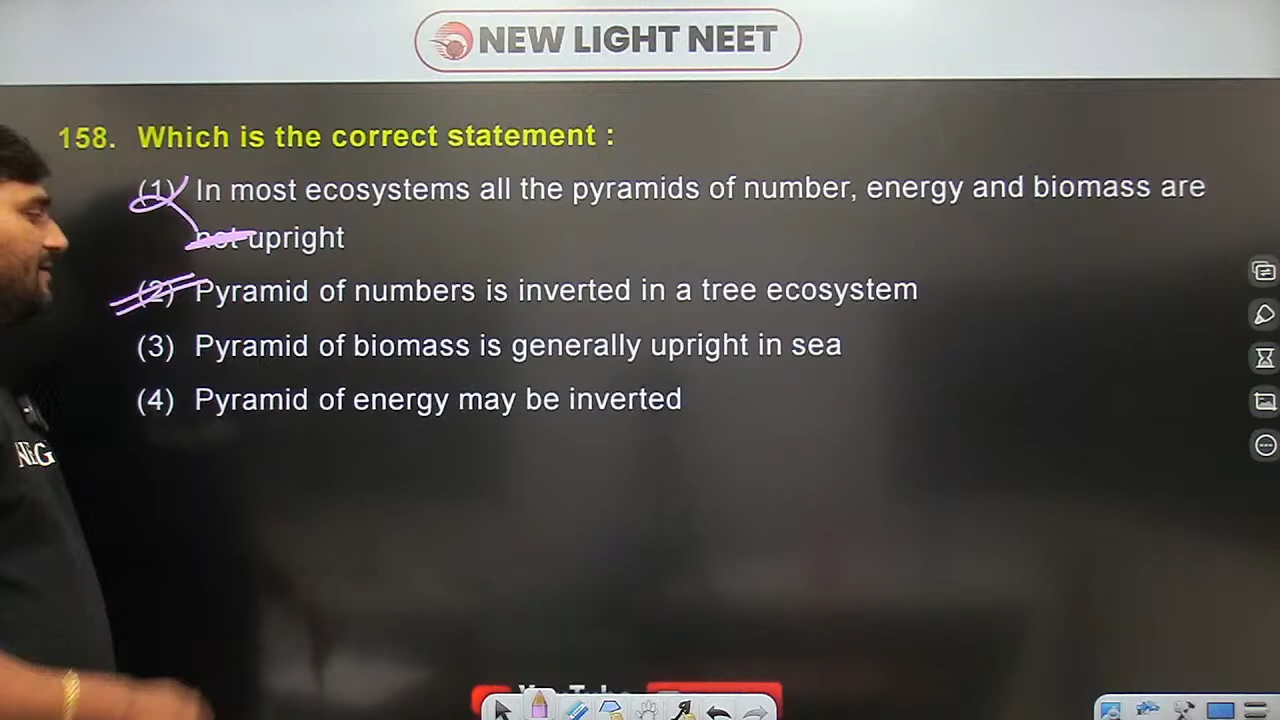 NEW LIGHT NEET
158. Which is the correct statement :
(1) In most ecosystems all the pyramids of number, energy and biomass are
not upright
(2) Pyramid of numbers is inverted in a tree ecosystem
(3) Pyramid of biomass is generally upright in sea
(4) Pyramid of energy may be inverted